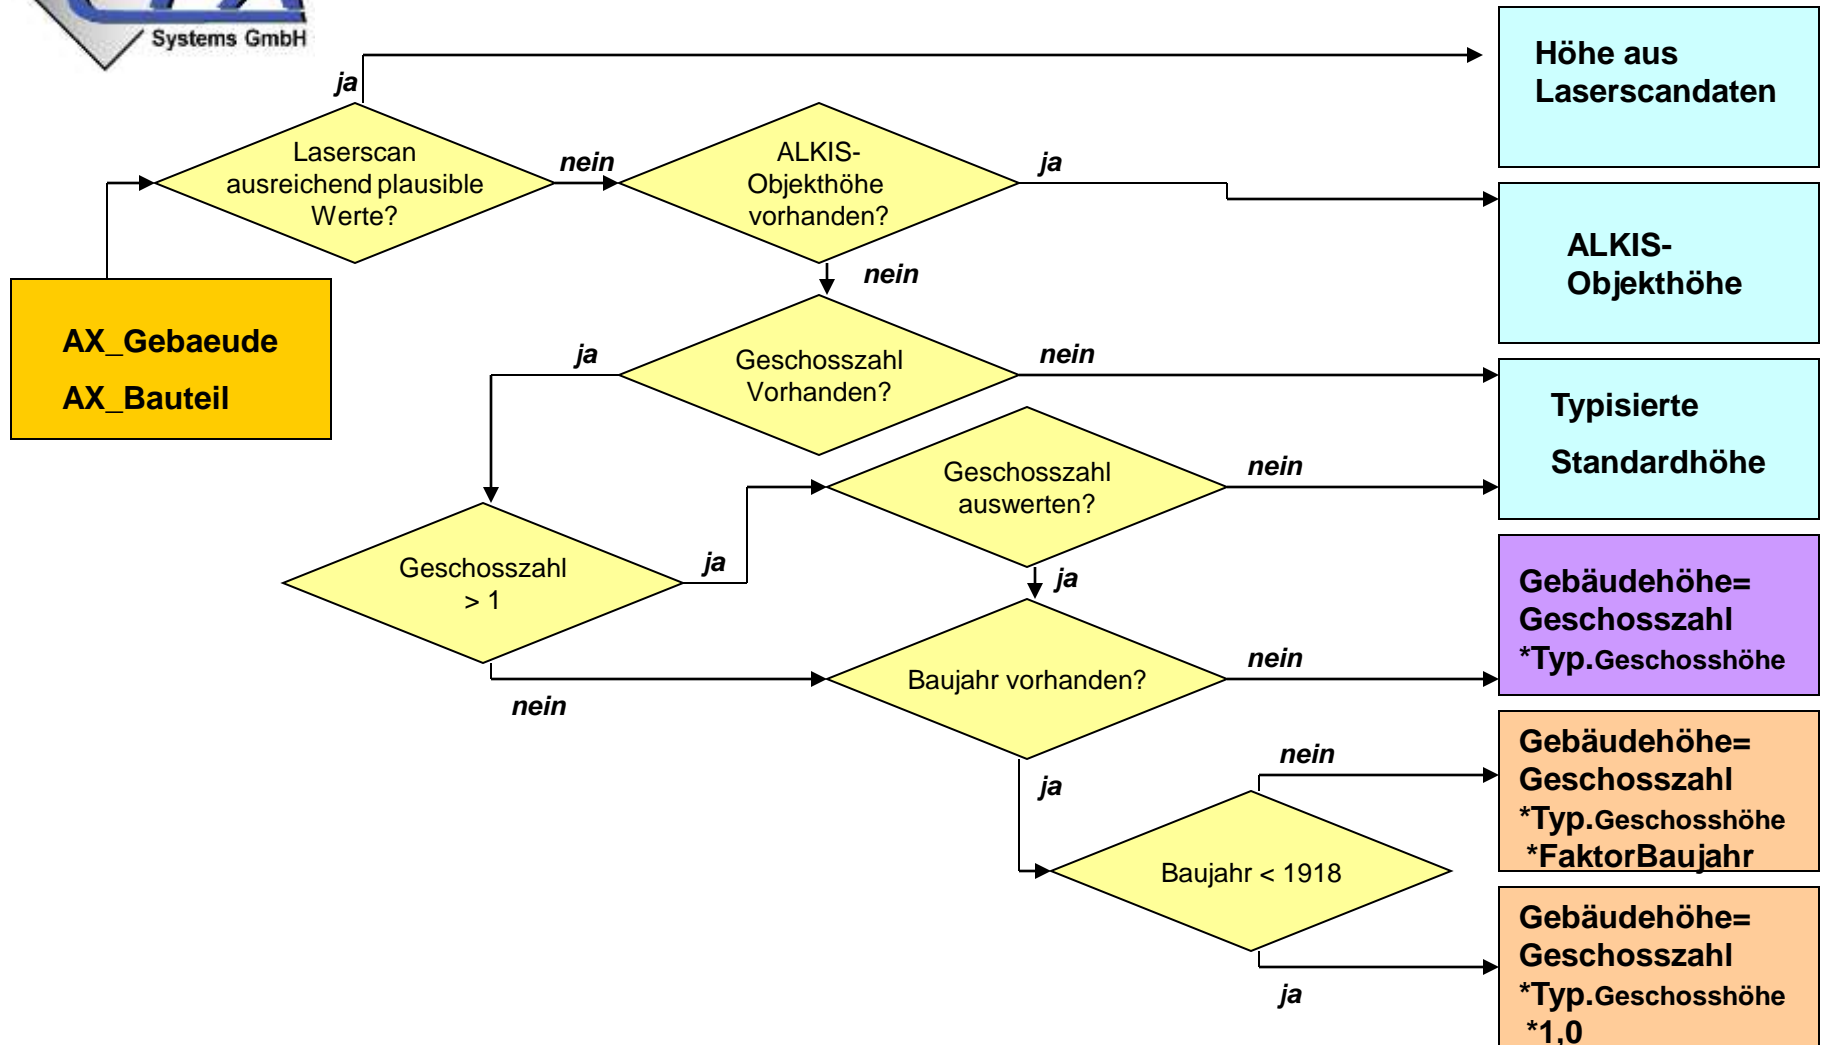 Systems GmbH
ja
Höhe aus
Laserscandaten
Laserscan
ausreichend plausible
Werte?
nein
ALKIS-
Objekthöhe
vorhanden?
ja
ALKIS-
Objekthöhe
nein
AX_Gebaeude
AX_Bauteil
ja
Geschosszahl
Vorhanden?
nein
Typisierte
Standardhöhe
Geschosszahl
auswerten?
nein
Geschosszahl
> 1
ja
ja
Gebäudehöhe=
Geschosszahl
*Typ.Geschosshöhe
nein
Baujahr vorhanden?
nein
ja
nein
Gebäudehöhe=
Geschosszahl
*Typ.Geschosshöhe
*FaktorBaujahr
Baujahr < 1918
ja
Gebäudehöhe=
Geschosszahl
*Typ.Geschosshöhe
*1,0